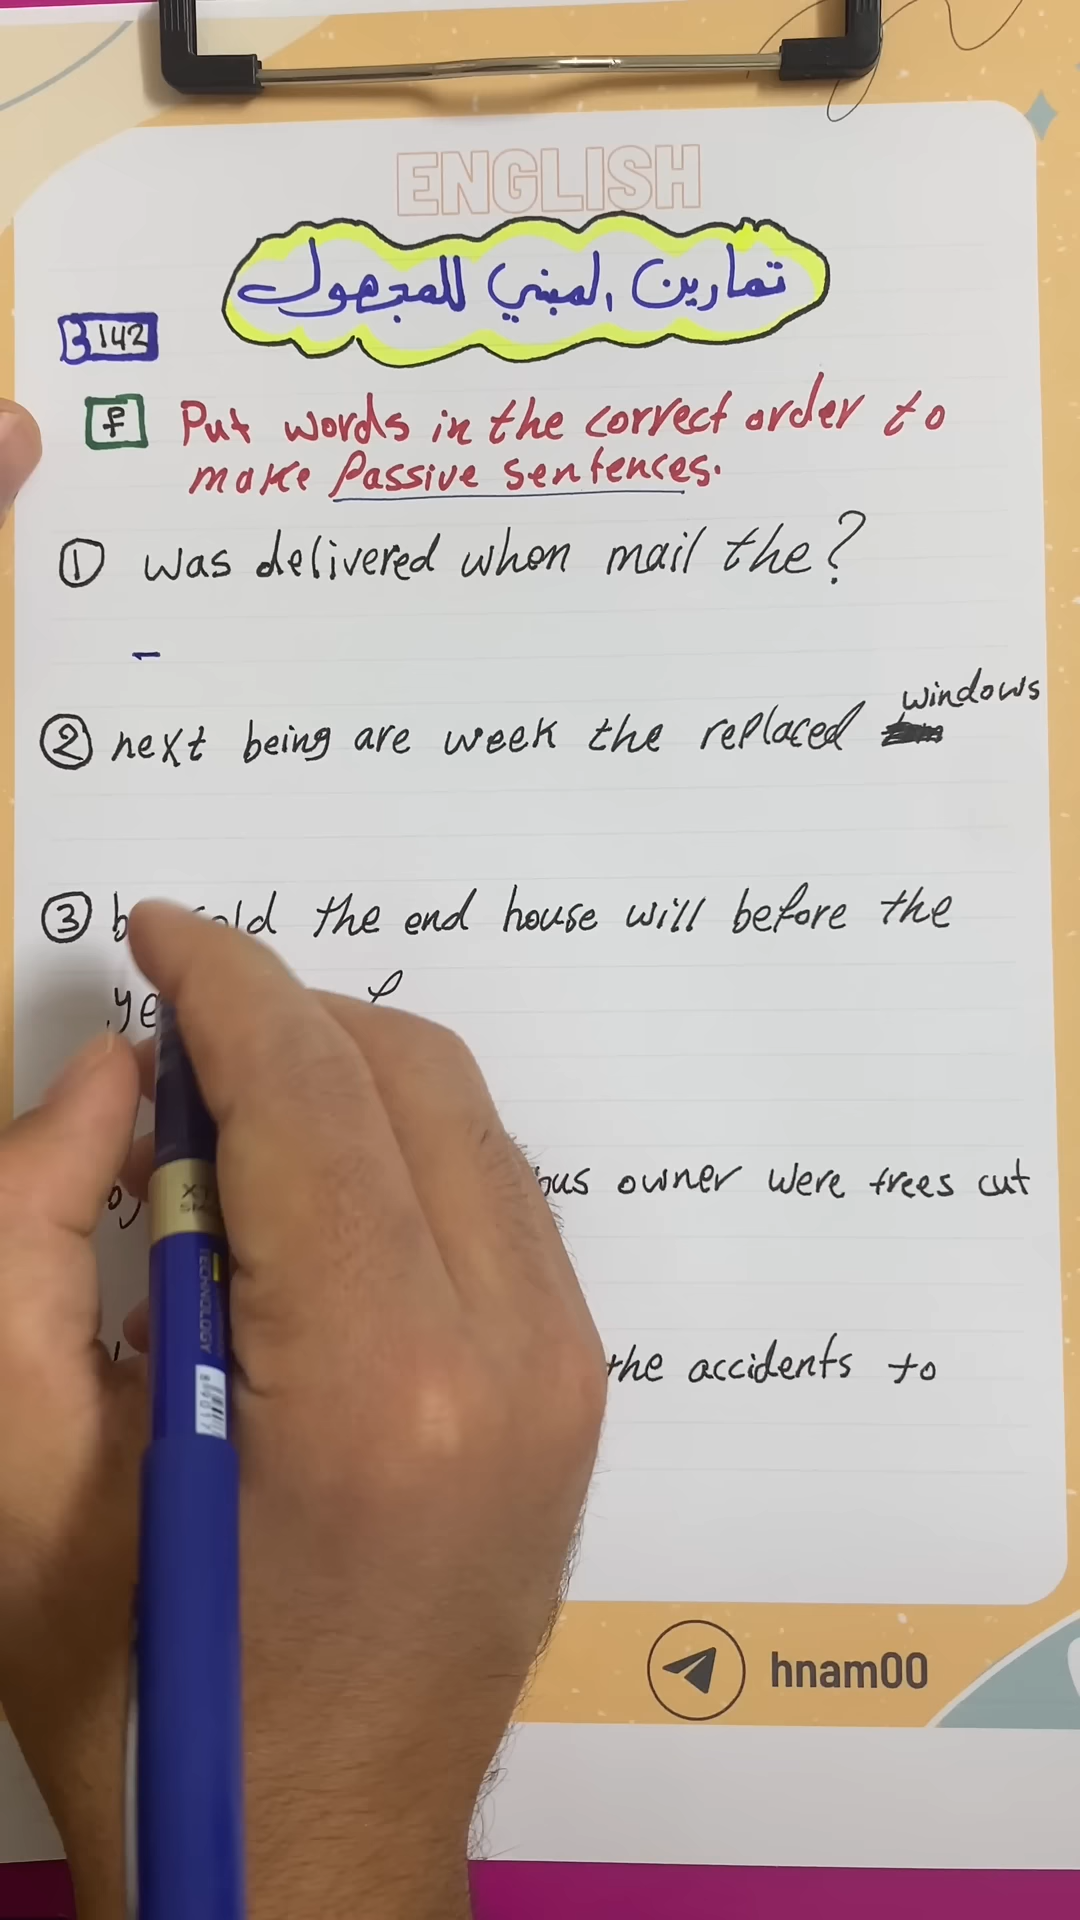 ENGLISH
تمارين المبني للمجهول
142
f Put words in the correct order to
make Passive sentences.
① was delivered when mail the?
-
windows
② next being are week the replaced
③ the end house will before the
owner were trees cut
the accidents to
hnam00